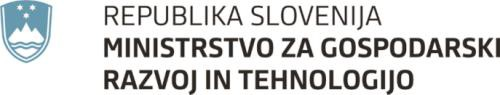 REPUBLIKA SLOVENIJA
MINISTRSTVO ZA GOSPODARSKI
RAZVOJ IN TEHNOLOGIJO